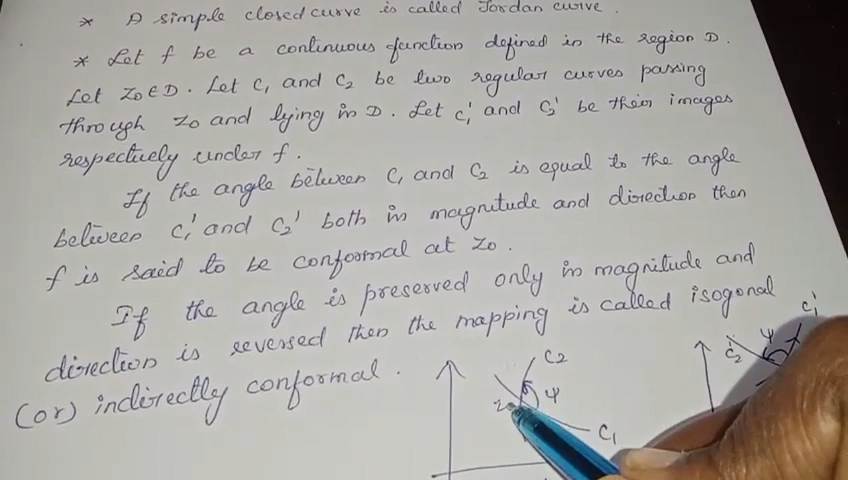 * A simple closed curve is called Jordan curve.
* Let f be a continuous function defined in the region D.
Let z₀∈D. Let C₁ and C₂ be two regular curves passing
through z₀ and lying in D. Let C₁' and C₂' be their images
respectively under f.
If the angle between C₁ and C₂ is equal to the angle
between C₁' and C₂' both in magnitude and direction then
f is said to be conformal at z₀.
If the angle is preserved only in magnitude and
direction is reversed then the mapping is called isogonal
(or) indirectly conformal.
C₂
z₀
ψ
C₁
C₂'
ψ
C₁'